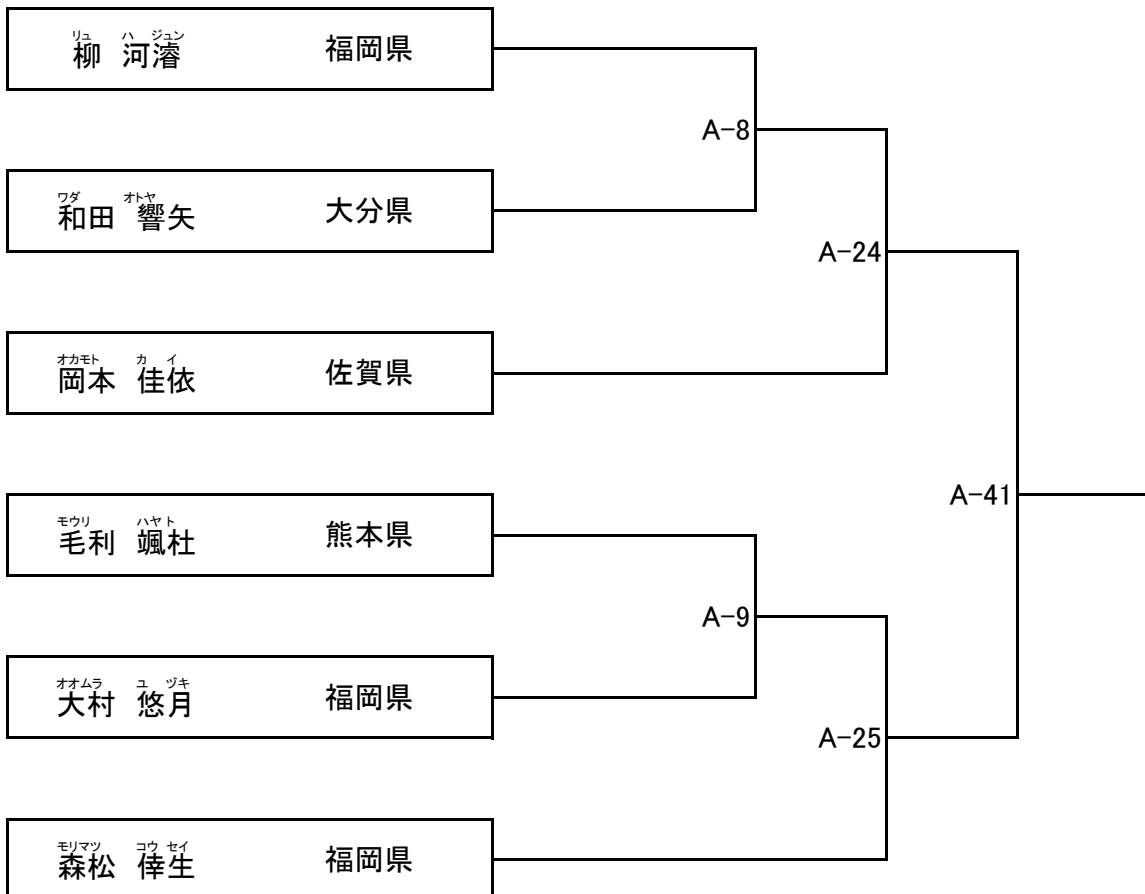 リュ ハ ジュン
柳 河濬 福岡県
A-8
ワダ オトヤ
和田 響矢 大分県
A-24
オカモト カ イ
岡本 佳依 佐賀県
A-41
モウリ ハヤト
毛利 颯杜 熊本県
A-9
オオムラ ユ ヅキ
大村 悠月 福岡県
A-25
モリマツ コウ セイ
森松 倖生 福岡県